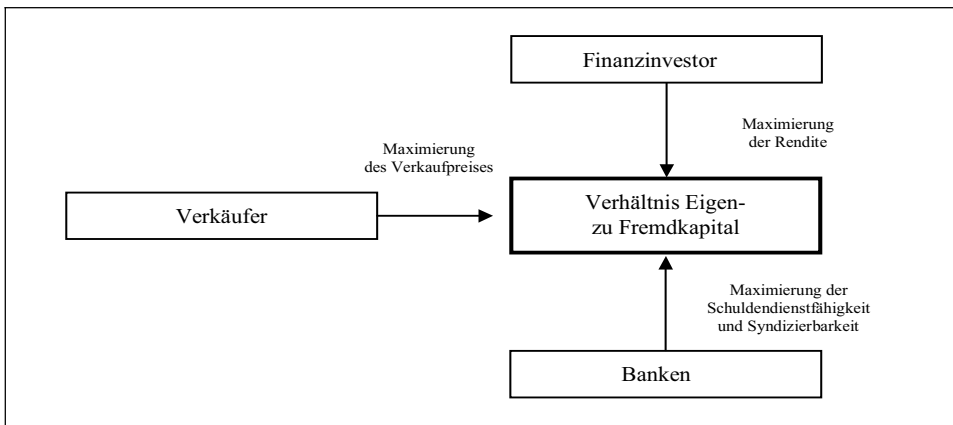 Finanzinvestor
Maximierung
der Rendite
Maximierung
des Verkaufpreises
Verkäufer
Verhältnis Eigen-
zu Fremdkapital
Maximierung der
Schuldendienstfähigkeit
und Syndizierbarkeit
Banken